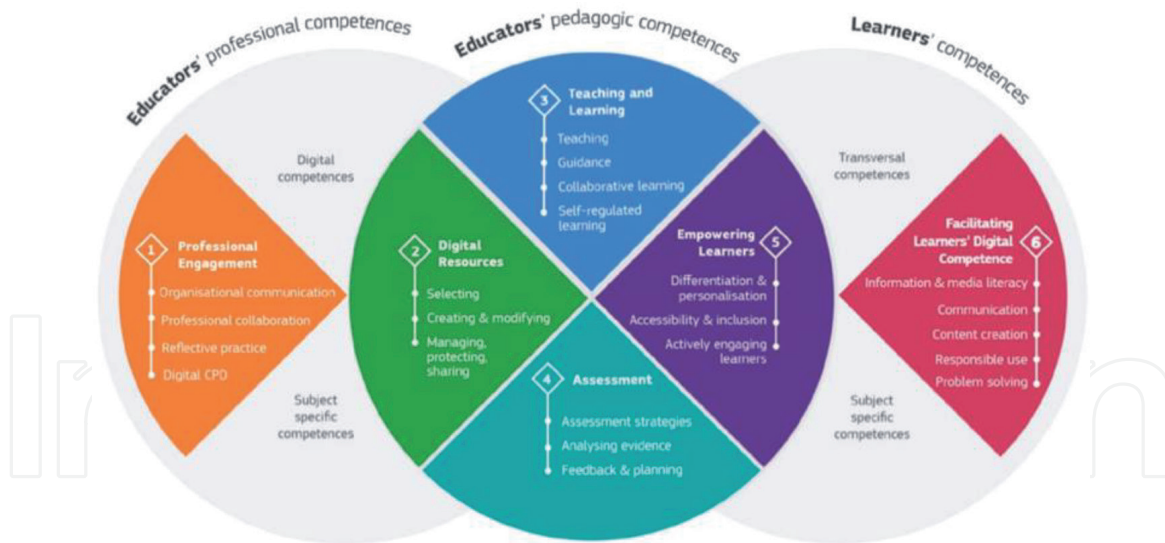 Educators' professional competences
Educators' pedagogic competences
Learners' competences
Digital
competences
Subject
specific
competences
1
Professional
Engagement
Organisational communication
Professional collaboration
Reflective practice
Digital CPD
2
Digital
Resources
Selecting
Creating & modifying
Managing,
protecting,
sharing
3
Teaching and
Learning
Teaching
Guidance
Collaborative learning
Self-regulated
learning
4
Assessment
Assessment strategies
Analysing evidence
Feedback & planning
5
Empowering
Learners
Differentiation &
personalisation
Accessibility & inclusion
Actively engaging
learners
Transversal
competences
Subject
specific
competences
6
Facilitating
Learners' Digital
Competence
Information & media literacy
Communication
Content creation
Responsible use
Problem solving